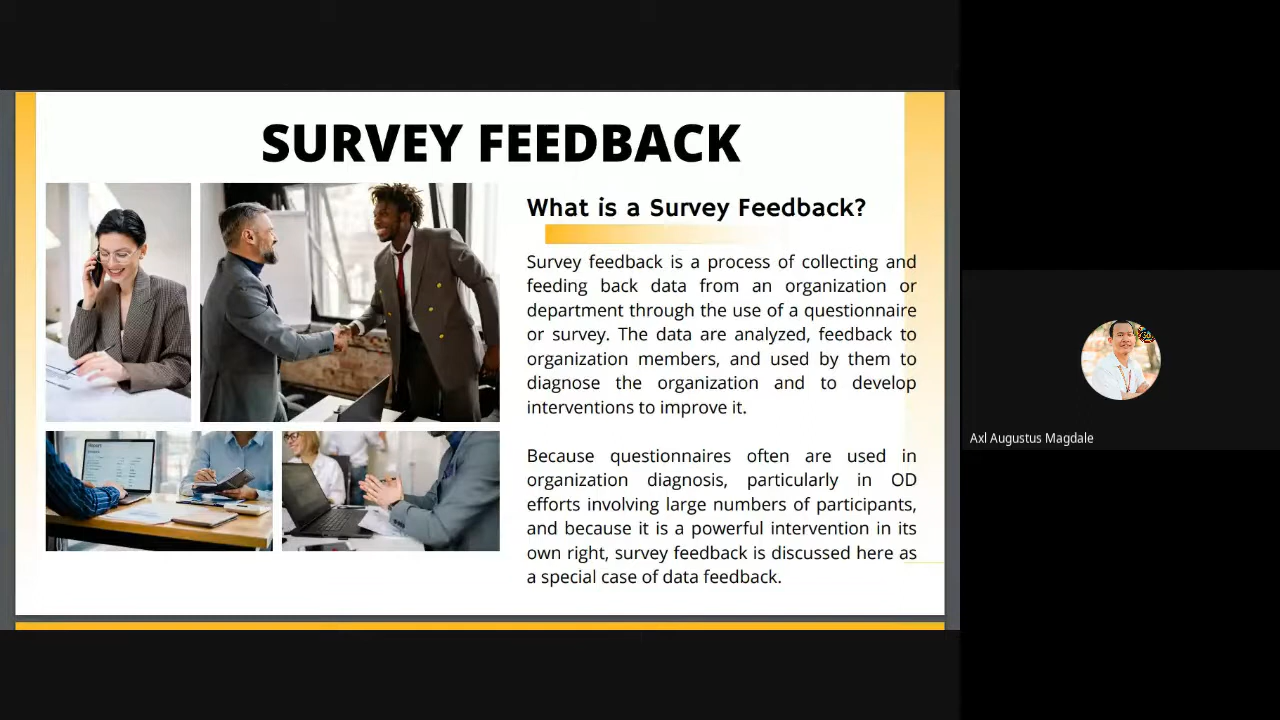 SURVEY FEEDBACK
What is a Survey Feedback?
Survey feedback is a process of collecting and
feeding back data from an organization or
department through the use of a questionnaire
or survey. The data are analyzed, feedback to
organization members, and used by them to
diagnose the organization and to develop
interventions to improve it.
Because questionnaires often are used in
organization diagnosis, particularly in OD
efforts involving large numbers of participants,
and because it is a powerful intervention in its
own right, survey feedback is discussed here as
a special case of data feedback.
Axl Augustus Magdale